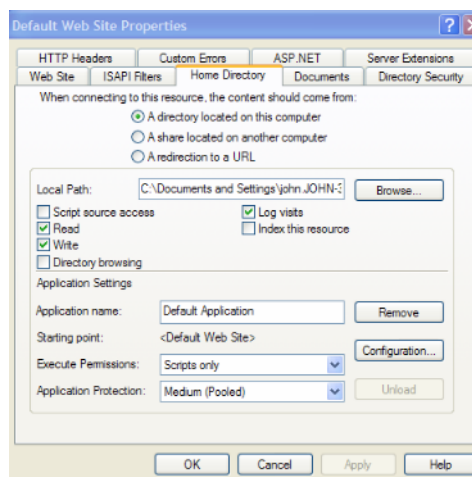 Default Web Site Properties
HTTP Headers Custom Errors ASP.NET Server Extensions
Web Site ISAPI Filters Home Directory Documents Directory Security
When connecting to this resource, the content should come from:
A directory located on this computer
A share located on another computer
A redirection to a URL
Local Path: C:\Documents and Settings\john.JOHN-3 Browse...
Script source access Log visits
Read Index this resource
Write
Directory browsing
Application Settings
Application name: Default Application Remove
Starting point: <Default Web Site>
Configuration...
Execute Permissions: Scripts only
Application Protection: Medium (Pooled) Unload
OK Cancel Apply Help